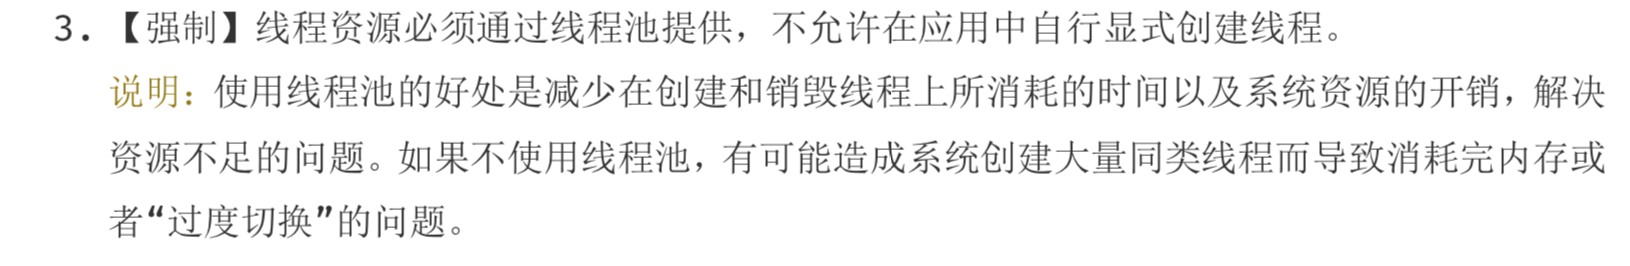 3. 【强制】线程资源必须通过线程池提供，不允许在应用中自行显式创建线程。
说明：使用线程池的好处是减少在创建和销毁线程上所消耗的时间以及系统资源的开销，解决
资源不足的问题。如果不使用线程池，有可能造成系统创建大量同类线程而导致消耗完内存或
者“过度切换”的问题。